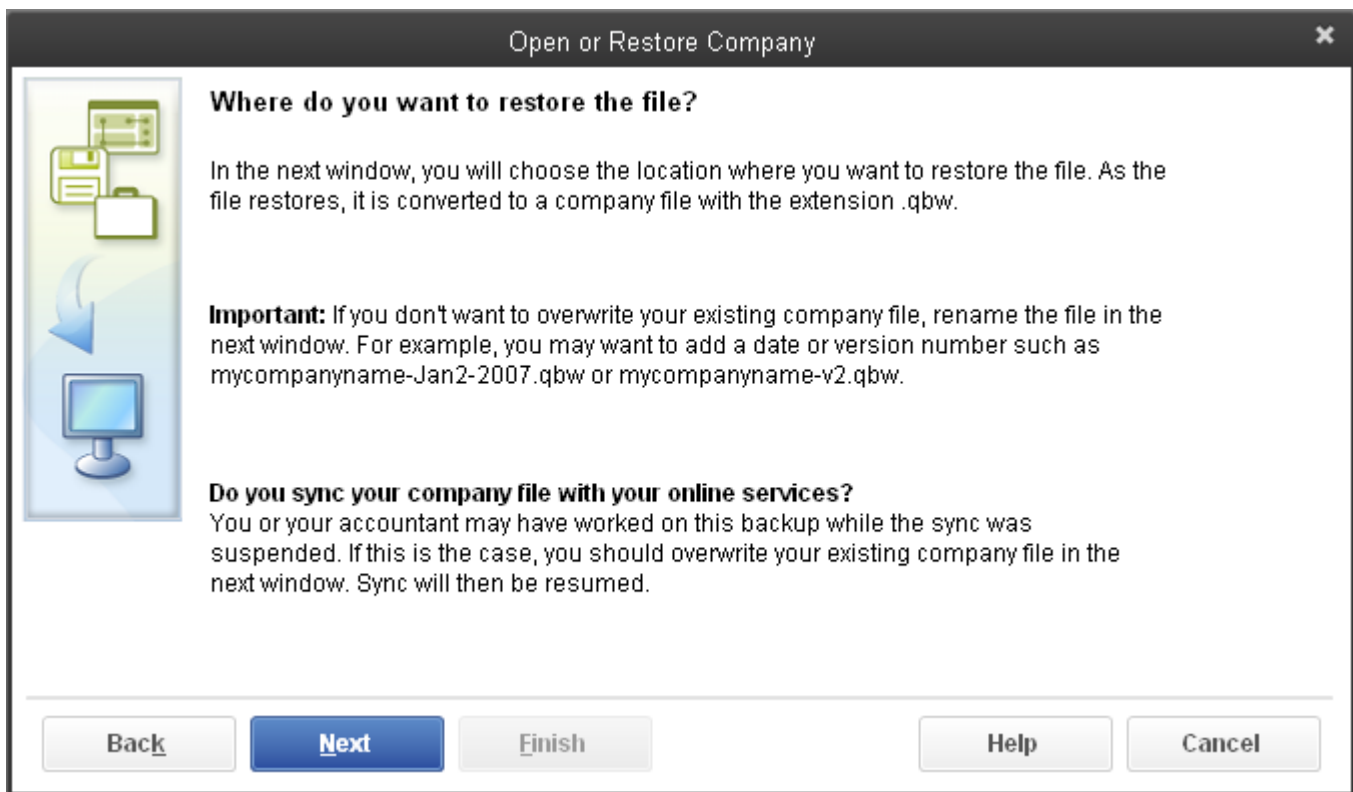 Open or Restore Company
Where do you want to restore the file?
In the next window, you will choose the location where you want to restore the file. As the
file restores, it is converted to a company file with the extension .qbw.
Important: If you don't want to overwrite your existing company file, rename the file in the
next window. For example, you may want to add a date or version number such as
mycompanyname-Jan2-2007.qbw or mycompanyname-v2.qbw.
Do you sync your company file with your online services?
You or your accountant may have worked on this backup while the sync was
suspended. If this is the case, you should overwrite your existing company file in the
next window. Sync will then be resumed.
Back Next Finish Help Cancel